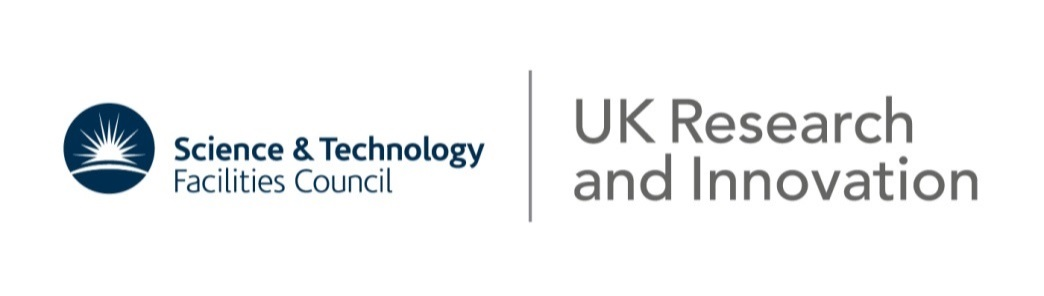 Science & Technology
Facilities Council
UK Research
and Innovation